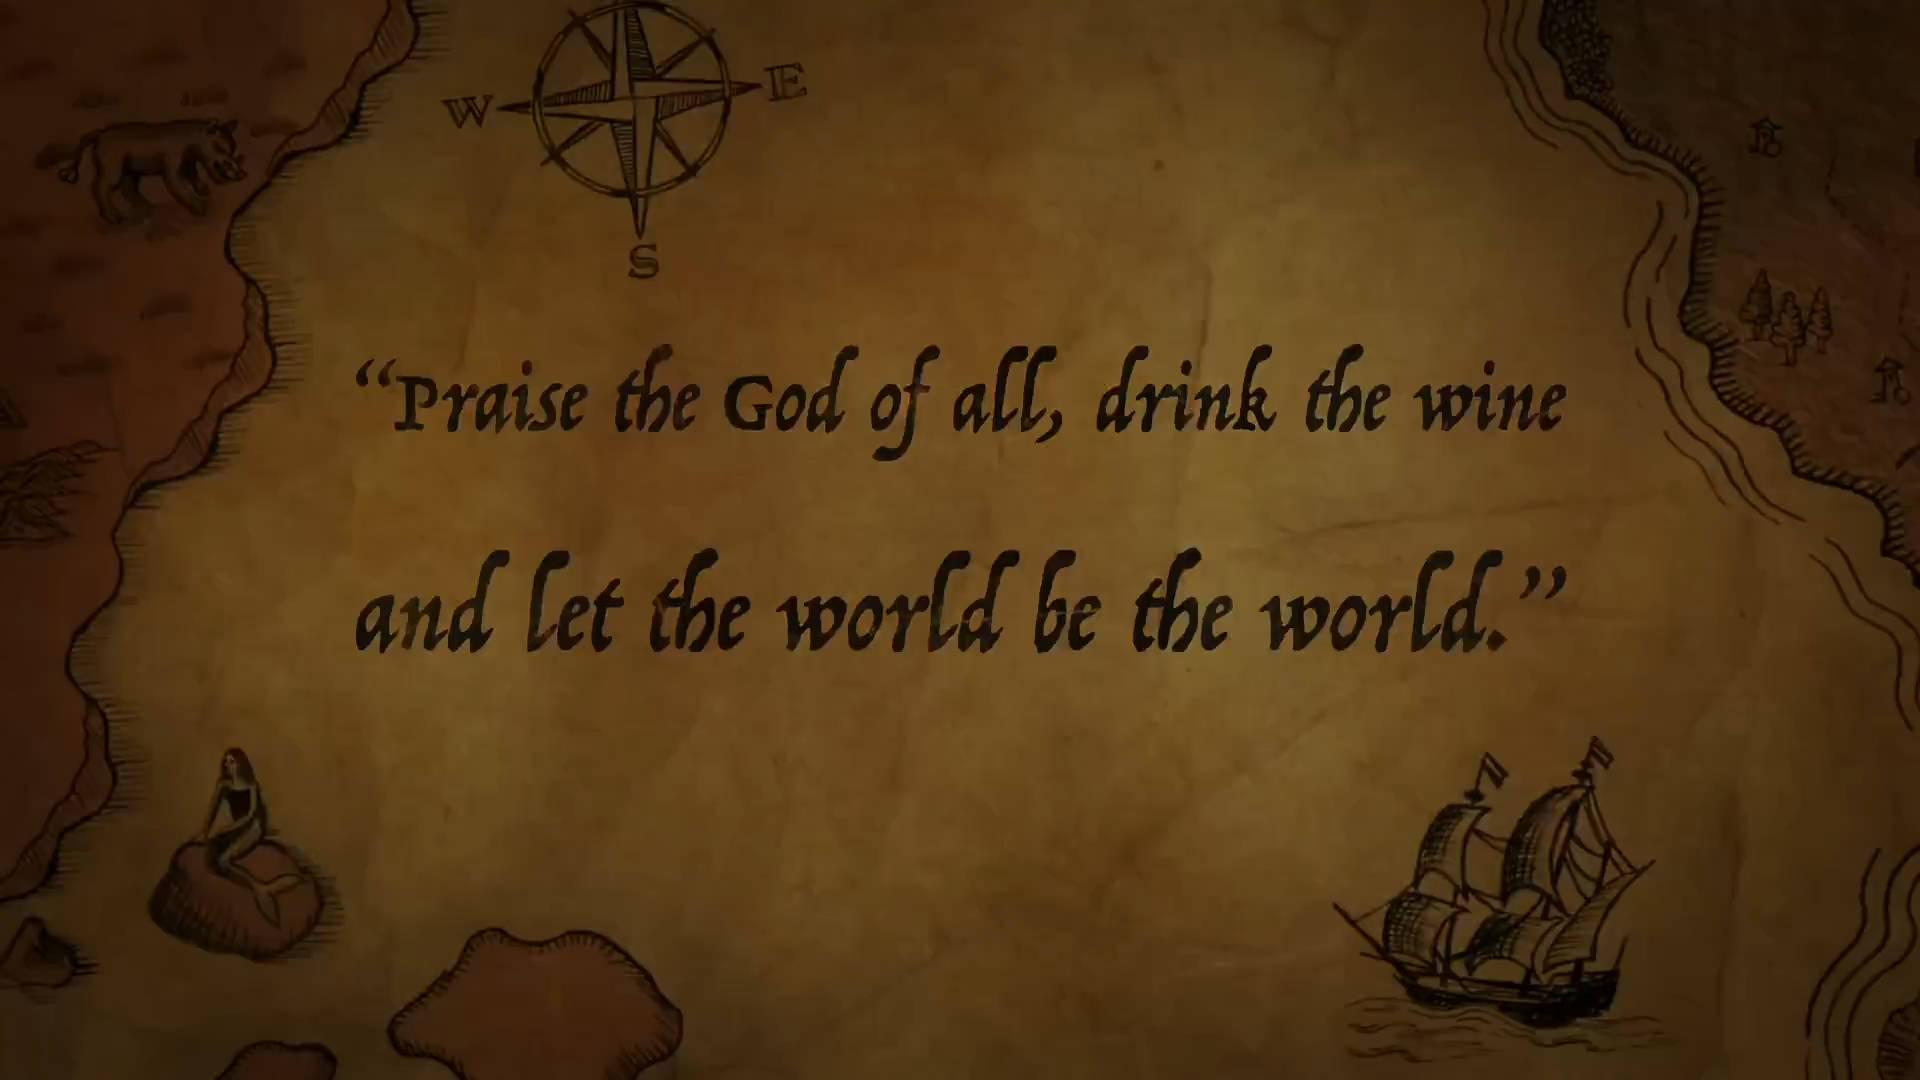 W E
S
“Praise the God of all, drink the wine
and let the world be the world.”